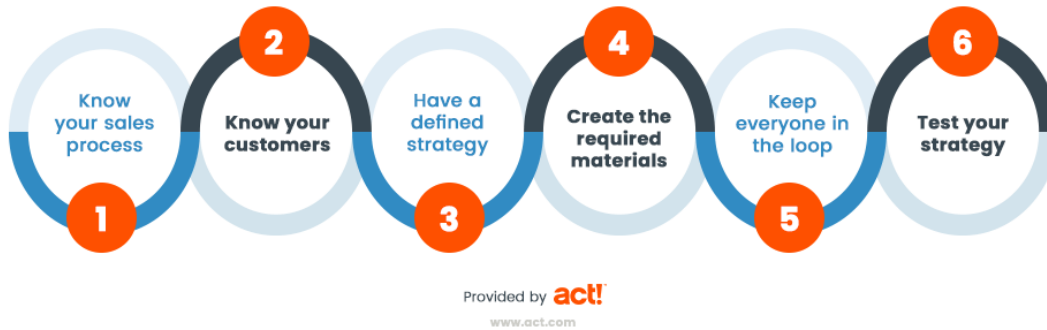 1
Know
your sales
process
2
Know your
customers
3
Have a
defined
strategy
4
Create the
required
materials
5
Keep
everyone in
the loop
6
Test your
strategy
Provided by act!
www.act.com